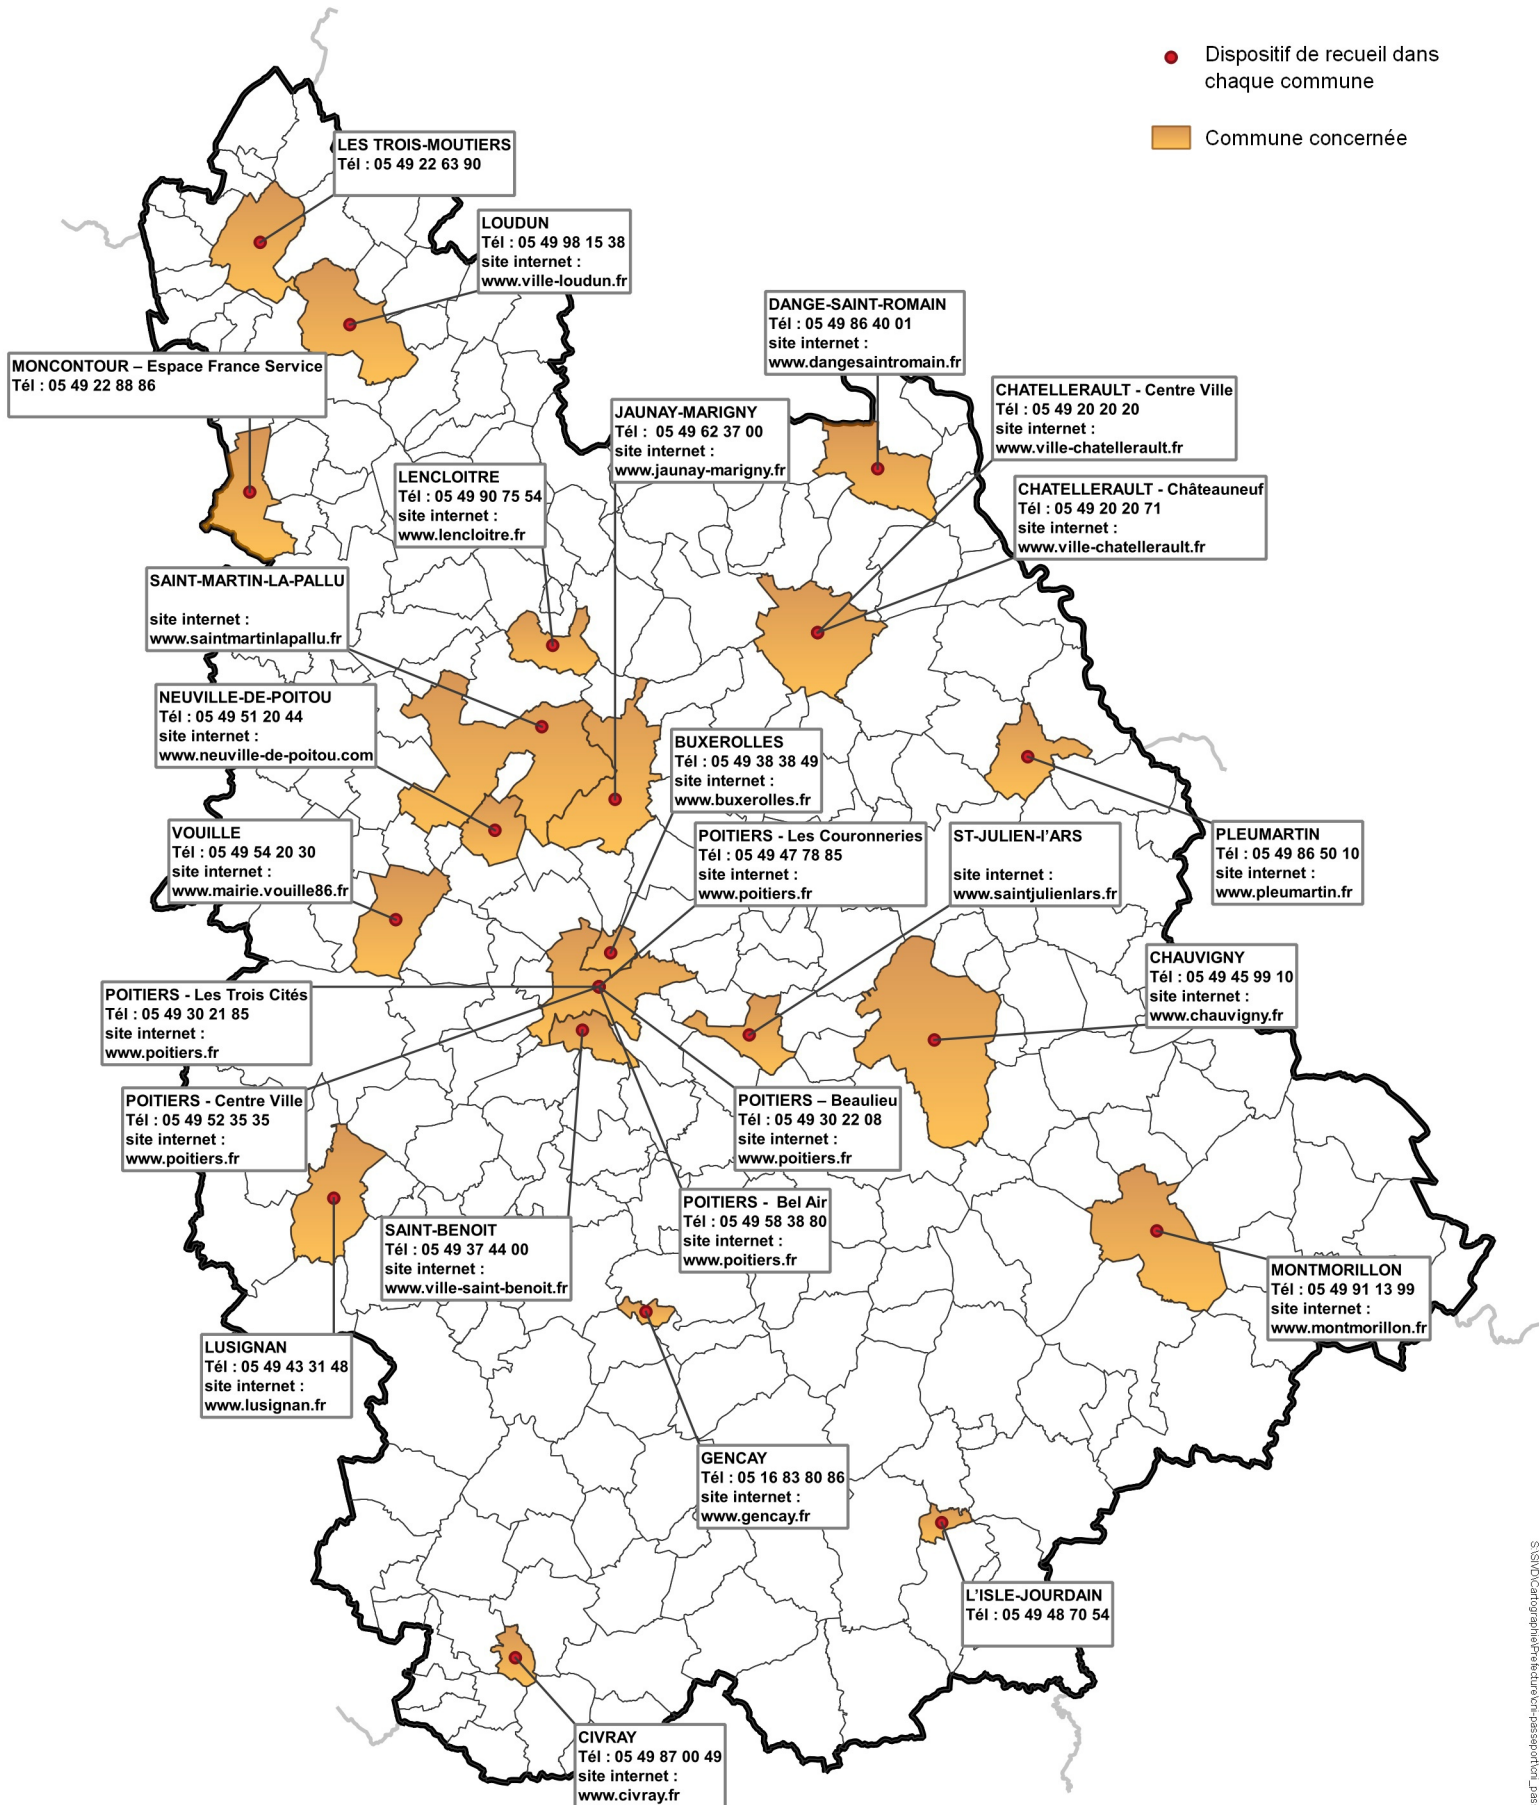 Dispositif de recueil dans
chaque commune
Commune concernée
LES TROIS-MOUTIERS
Tél : 05 49 22 63 90
LOUDUN
Tél : 05 49 98 15 38
site internet :
www.ville-loudun.fr
DANGE-SAINT-ROMAIN
Tél : 05 49 86 40 01
site internet :
www.dangesaintromain.fr
MONCONTOUR – Espace France Service
Tél : 05 49 22 88 86
CHATELLERAULT - Centre Ville
Tél : 05 49 20 20 20
site internet :
www.ville-chatellerault.fr
JAUNAY-MARIGNY
Tél :  05 49 62 37 00
site internet :
www.jaunay-marigny.fr
LENCLOITRE
Tél : 05 49 90 75 54
site internet :
www.lencloitre.fr
CHATELLERAULT - Châteauneuf
Tél : 05 49 20 20 71
site internet :
www.ville-chatellerault.fr
SAINT-MARTIN-LA-PALLU
site internet :
www.saintmartinlapallu.fr
NEUVILLE-DE-POITOU
Tél : 05 49 51 20 44
site internet :
www.neuville-de-poitou.com
BUXEROLLES
Tél : 05 49 38 38 49
site internet :
www.buxerolles.fr
VOUILLE
Tél : 05 49 54 20 30
site internet :
www.mairie.vouille86.fr
POITIERS - Les Couronneries
Tél : 05 49 47 78 85
site internet :
www.poitiers.fr
ST-JULIEN-l'ARS
site internet :
www.saintjulienlars.fr
PLEUMARTIN
Tél : 05 49 86 50 10
site internet :
www.pleumartin.fr
CHAUVIGNY
Tél : 05 49 45 99 10
site internet :
www.chauvigny.fr
POITIERS - Les Trois Cités
Tél : 05 49 30 21 85
site internet :
www.poitiers.fr
POITIERS - Centre Ville
Tél : 05 49 52 35 35
site internet :
www.poitiers.fr
POITIERS – Beaulieu
Tél : 05 49 30 22 08
site internet :
www.poitiers.fr
POITIERS -  Bel Air
Tél : 05 49 58 38 80
site internet :
www.poitiers.fr
SAINT-BENOIT
Tél : 05 49 37 44 00
site internet :
www.ville-saint-benoit.fr
MONTMORILLON
Tél : 05 49 91 13 99
site internet :
www.montmorillon.fr
LUSIGNAN
Tél : 05 49 43 31 48
site internet :
www.lusignan.fr
GENCAY
Tél : 05 16 83 80 86
site internet :
www.gencay.fr
L'ISLE-JOURDAIN
Tél : 05 49 48 70 54
CIVRAY
Tél : 05 49 87 00 49
site internet :
www.civray.fr